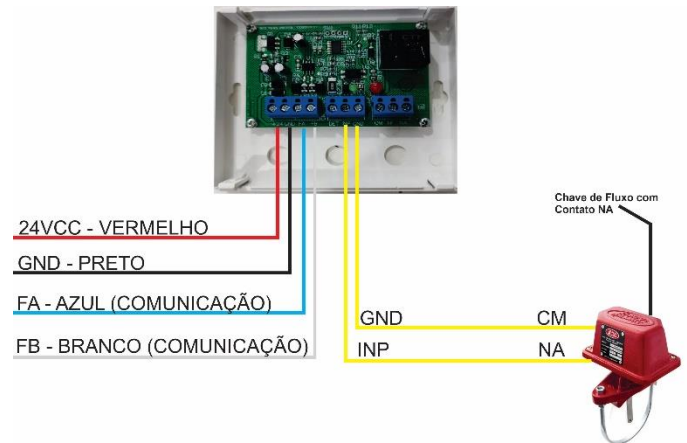 24VCC - VERMELHO
GND - PRETO
FA - AZUL (COMUNICAÇÃO)
FB - BRANCO (COMUNICAÇÃO)
GND
CM
INP
NA
Chave de Fluxo com
Contato NA